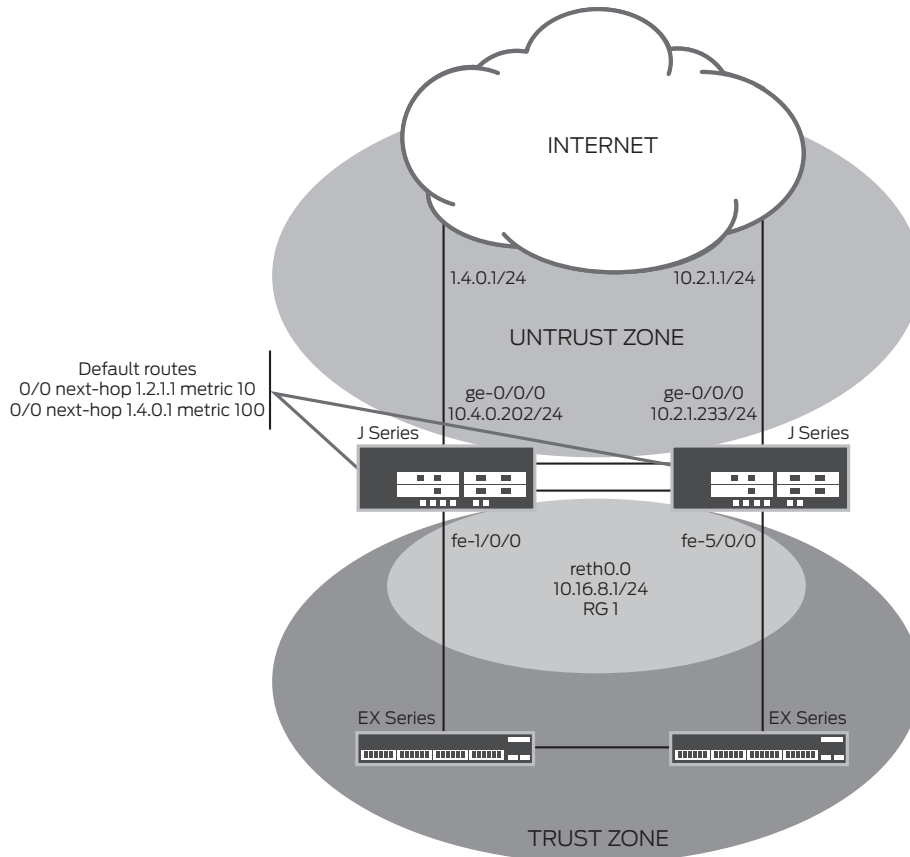 INTERNET
1.4.0.1/24
10.2.1.1/24
UNTRUST ZONE
Default routes
0/0 next-hop 1.2.1.1 metric 10
0/0 next-hop 1.4.0.1 metric 100
ge-0/0/0
10.4.0.202/24
ge-0/0/0
10.2.1.233/24
J Series
J Series
fe-1/0/0
fe-5/0/0
reth0.0
10.16.8.1/24
RG 1
EX Series
EX Series
TRUST ZONE